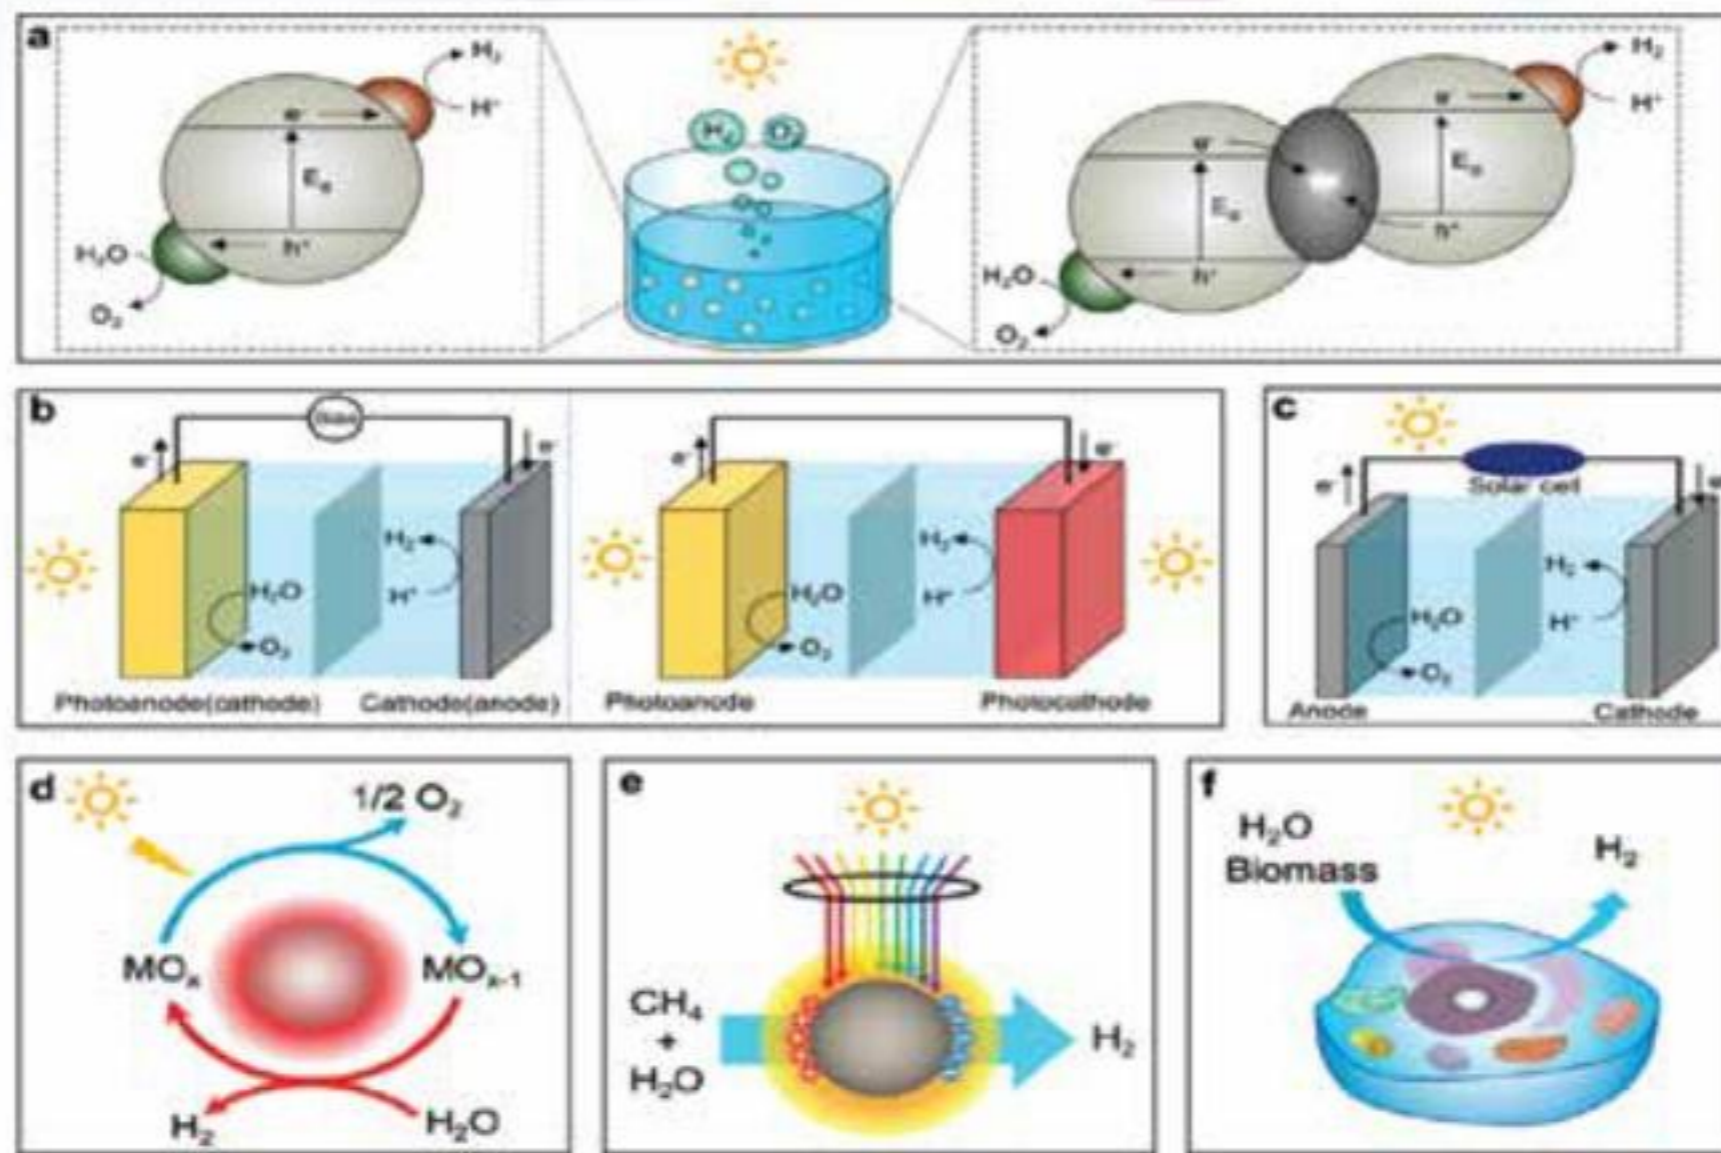 a
H₂
H⁺
e⁻
E
h⁺
H₂O
O₂
H₂
O₂
H₂
H⁺
e⁻
e⁻
E
E
h⁺
h⁺
H₂O
O₂
b
e⁻
e⁻
H₂
H⁺
H₂O
O₂
Photoanode(cathode)
Cathode(anode)
e⁻
e⁻
H₂
H⁺
H₂O
O₂
Photoanode
Photocathode
c
Solar cell
e⁻
e
H₂
H⁺
H₂O
O₂
Anode
Cathode
d
1/2 O₂
MOₓ
MOₓ₋₁
H₂
H₂O
e
CH₄
+
H₂O
H₂
f
H₂O
Biomass
H₂